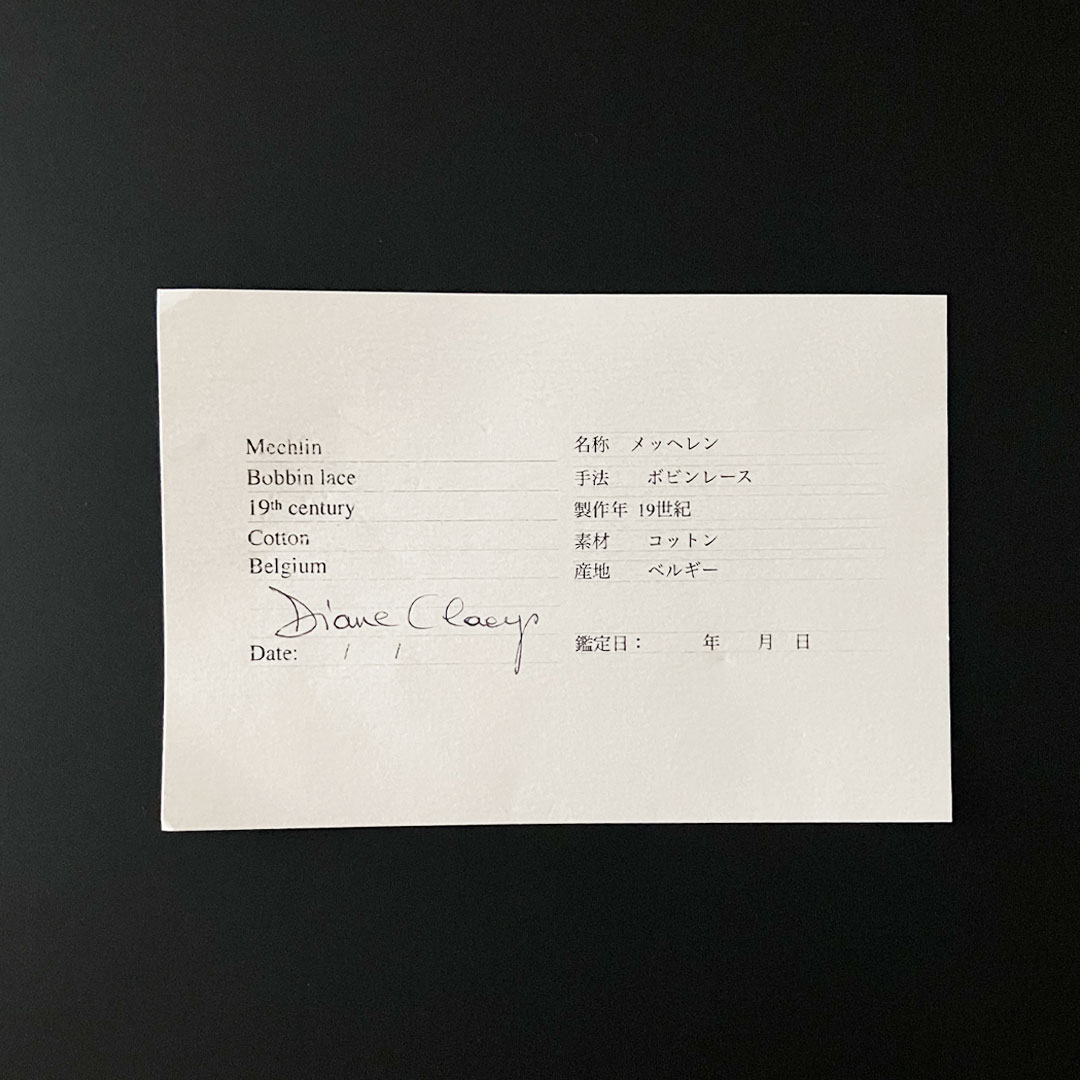 Mechlin
Bobbin lace
19th century
Cotton
Belgium
Diane Claeys
Date: / /
名称 メッヘレン
手法 ボビンレース
製作年 19世紀
素材 コットン
産地 ベルギー
鑑定日： 年 月 日